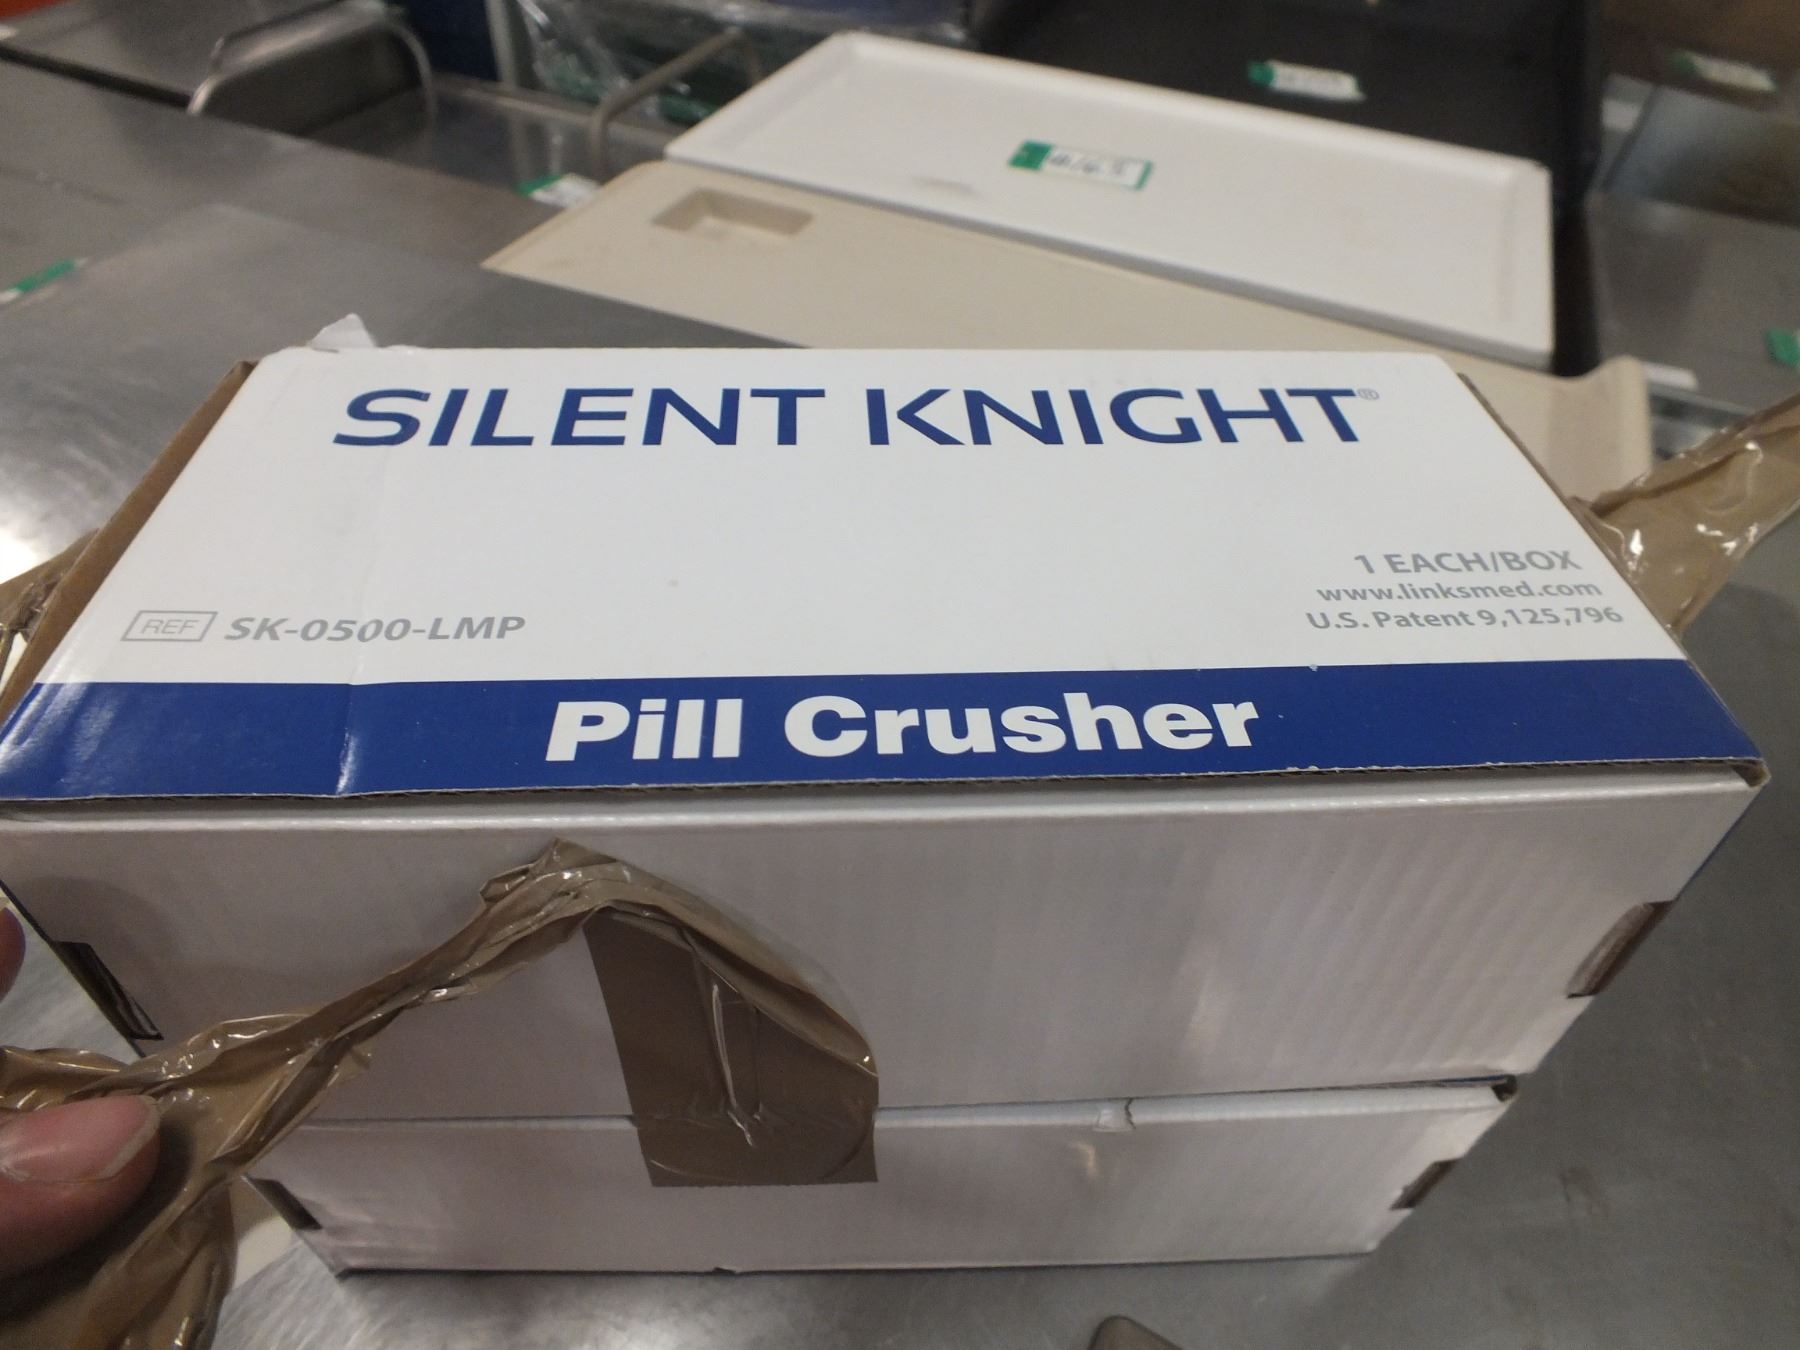 SILENT KNIGHT®
1 EACH/BOX
www.linksmed.com
REF SK-0500-LMP
U.S. Patent 9,125,796
Pill Crusher